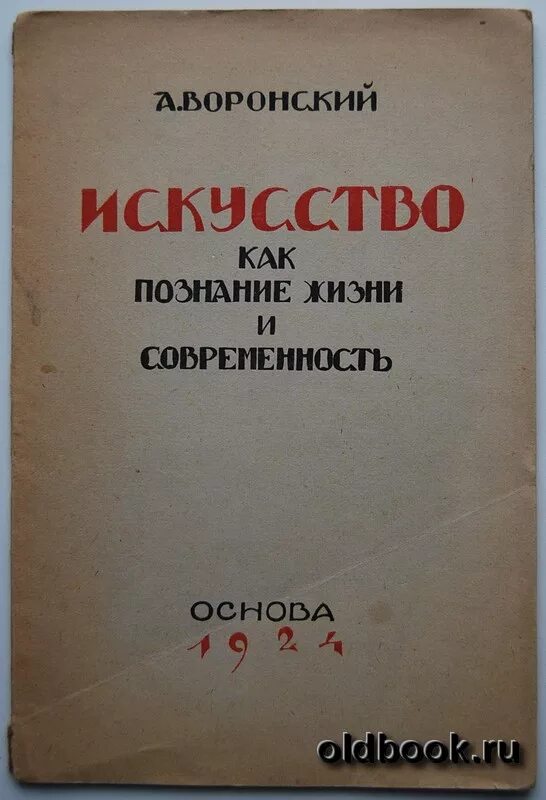 А.ВОРОНСКИЙ
ИСКУССТВО
КАК
ПОЗНАНИЕ ЖИЗНИ
И
СОВРЕМЕННОСТЬ
ОСНОВА
1924
oldbook.ru